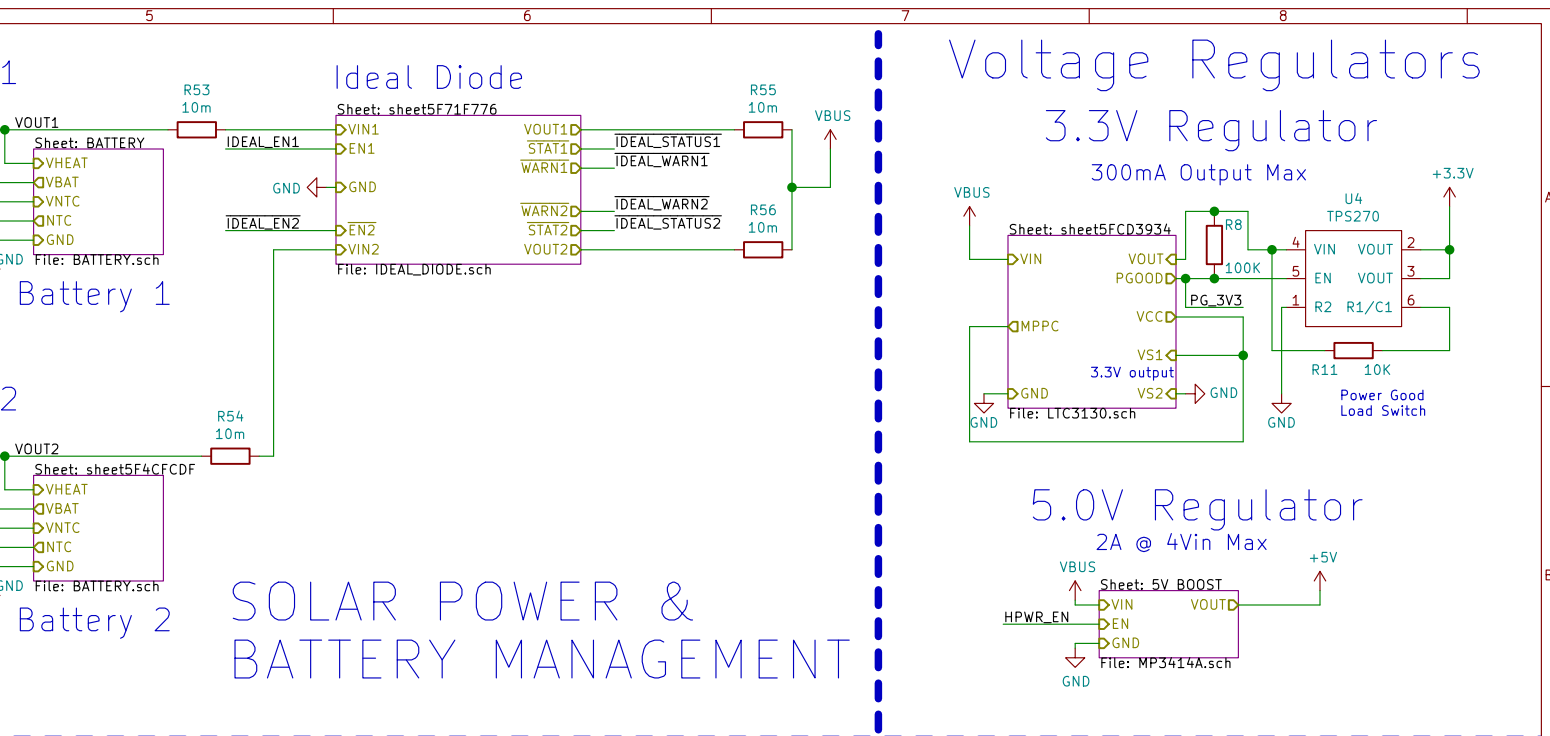 5
6
7
8
1
Ideal Diode
Voltage Regulators
3.3V Regulator
300mA Output Max
R53
10m
VOUT1
Sheet: BATTERY
VHEAT
VBAT
VNTC
NTC
GND
GND
File: BATTERY.sch
Battery 1
Sheet: sheet5F71F776
VIN1
EN1
GND
EN2
VIN2
VOUT1
STAT1
WARN1
WARN2
STAT2
VOUT2
File: IDEAL_DIODE.sch
IDEAL_EN1
GND
IDEAL_EN2
IDEAL_STATUS1
IDEAL_WARN1
IDEAL_WARN2
IDEAL_STATUS2
R55
10m
VBUS
R56
10m
VBUS
Sheet: sheet5FCD3934
VIN
MPPC
GND
VOUT
PGOOD
VCC
VS1
3.3V output
VS2
File: LTC3130.sch
GND
GND
R8
100K
PG_3V3
U4
TPS270
+3.3V
4
VIN
VOUT
2
5
EN
VOUT
3
1
R2
R1/C1
6
R11
10K
GND
Power Good
Load Switch
A
2
R54
10m
VOUT2
Sheet: sheet5F4CFCDF
VHEAT
VBAT
VNTC
NTC
GND
GND
File: BATTERY.sch
Battery 2
SOLAR POWER &
BATTERY MANAGEMENT
5.0V Regulator
2A @ 4Vin Max
VBUS
Sheet: 5V BOOST
VIN
EN
GND
VOUT
File: MP3414A.sch
HPWR_EN
GND
+5V
B